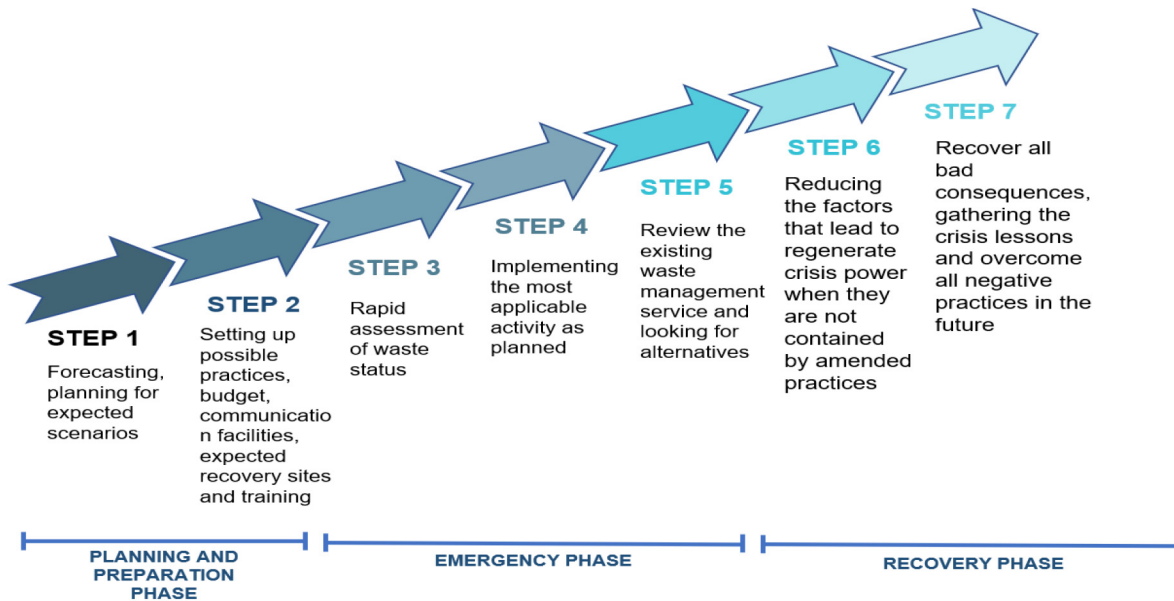 STEP 1
Forecasting,
planning for
expected
scenarios
STEP 2
Setting up
possible
practices,
budget,
communicatio
n facilities,
expected
recovery sites
and training
STEP 3
Rapid
assessment
of waste
status
STEP 4
Implementing
the most
applicable
activity as
planned
STEP 5
Review the
existing
waste
management
service and
looking for
alternatives
STEP 6
Reducing
the factors
that lead to
regenerate
crisis power
when they
are not
contained
by amended
practices
STEP 7
Recover all
bad
consequences,
gathering the
crisis lessons
and overcome
all negative
practices in the
future
PLANNING AND
PREPARATION
PHASE
EMERGENCY PHASE
RECOVERY PHASE